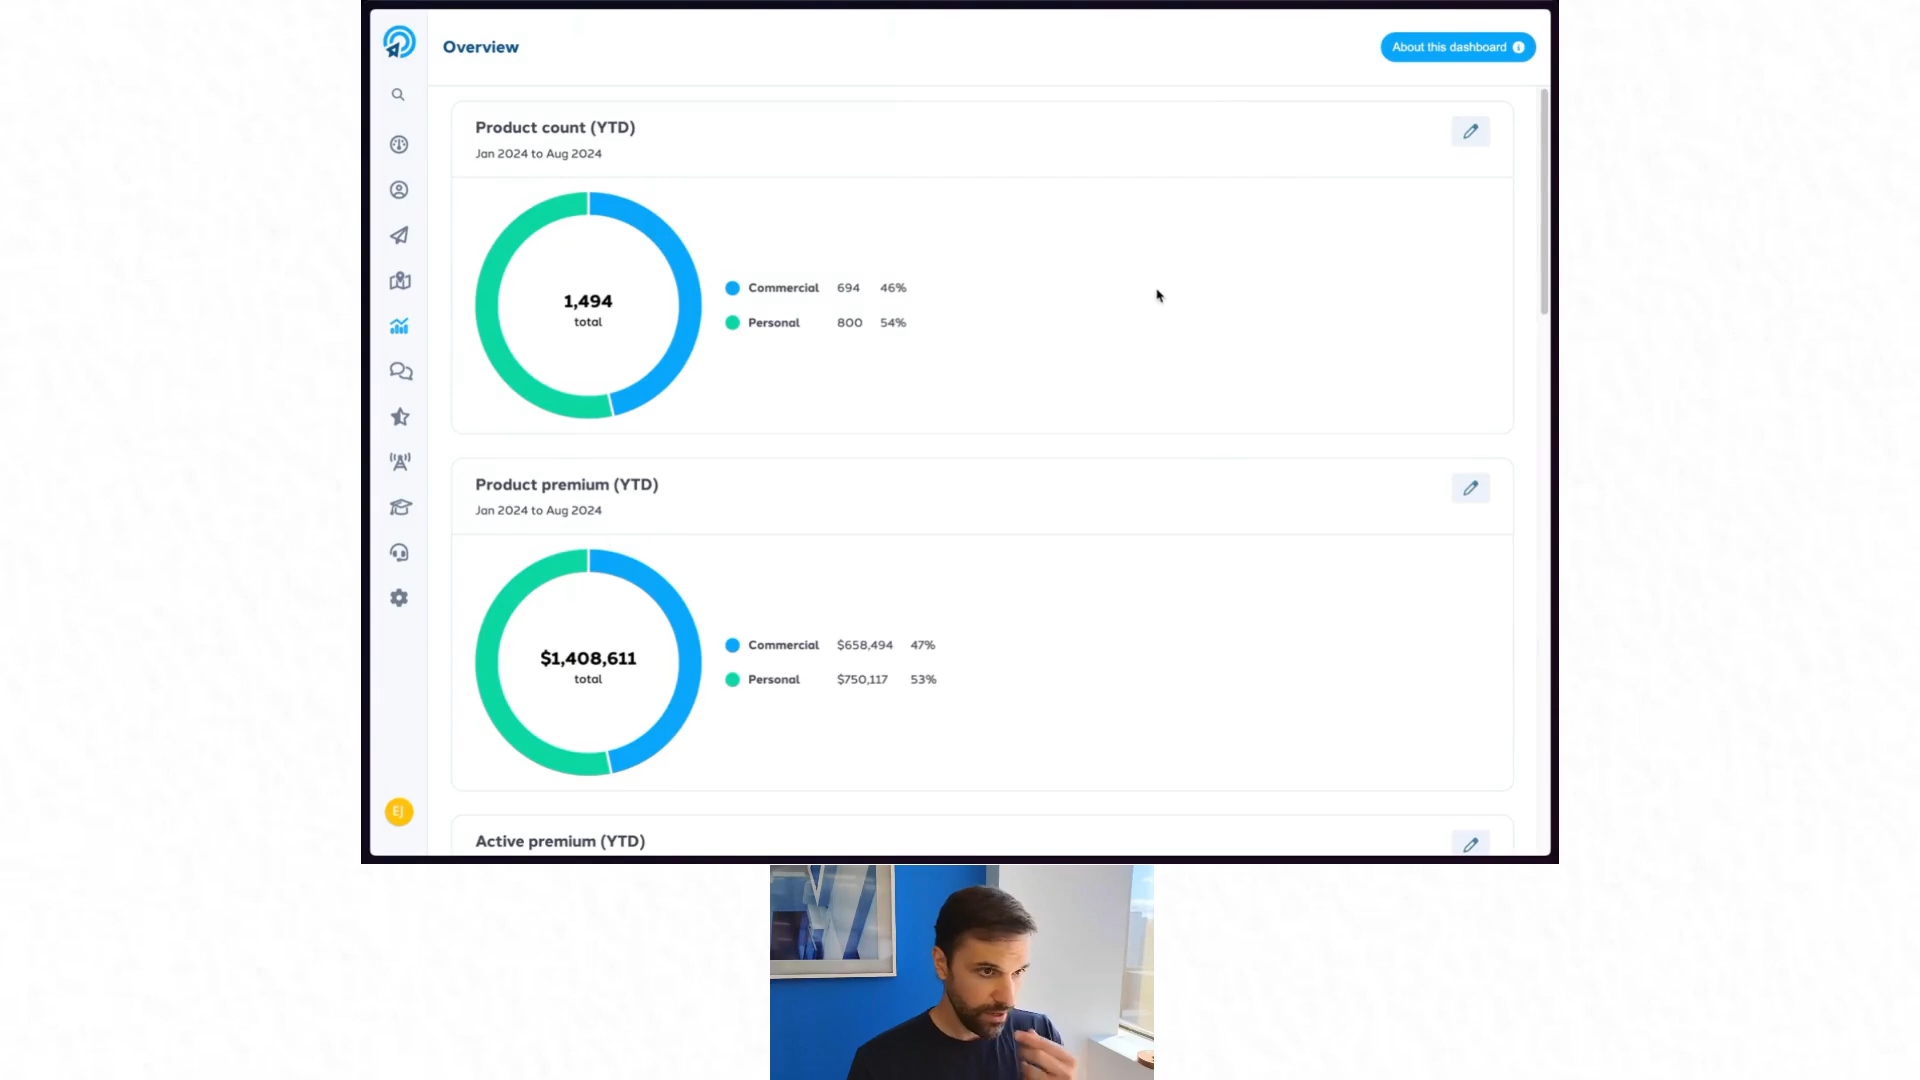 Overview
About this dashboard
Product count (YTD)
Jan 2024 to Aug 2024
1,494
total
Commercial 694 46%
Personal 800 54%
Product premium (YTD)
Jan 2024 to Aug 2024
$1,408,611
total
Commercial $658,494 47%
Personal $750,117 53%
Active premium (YTD)
EJ